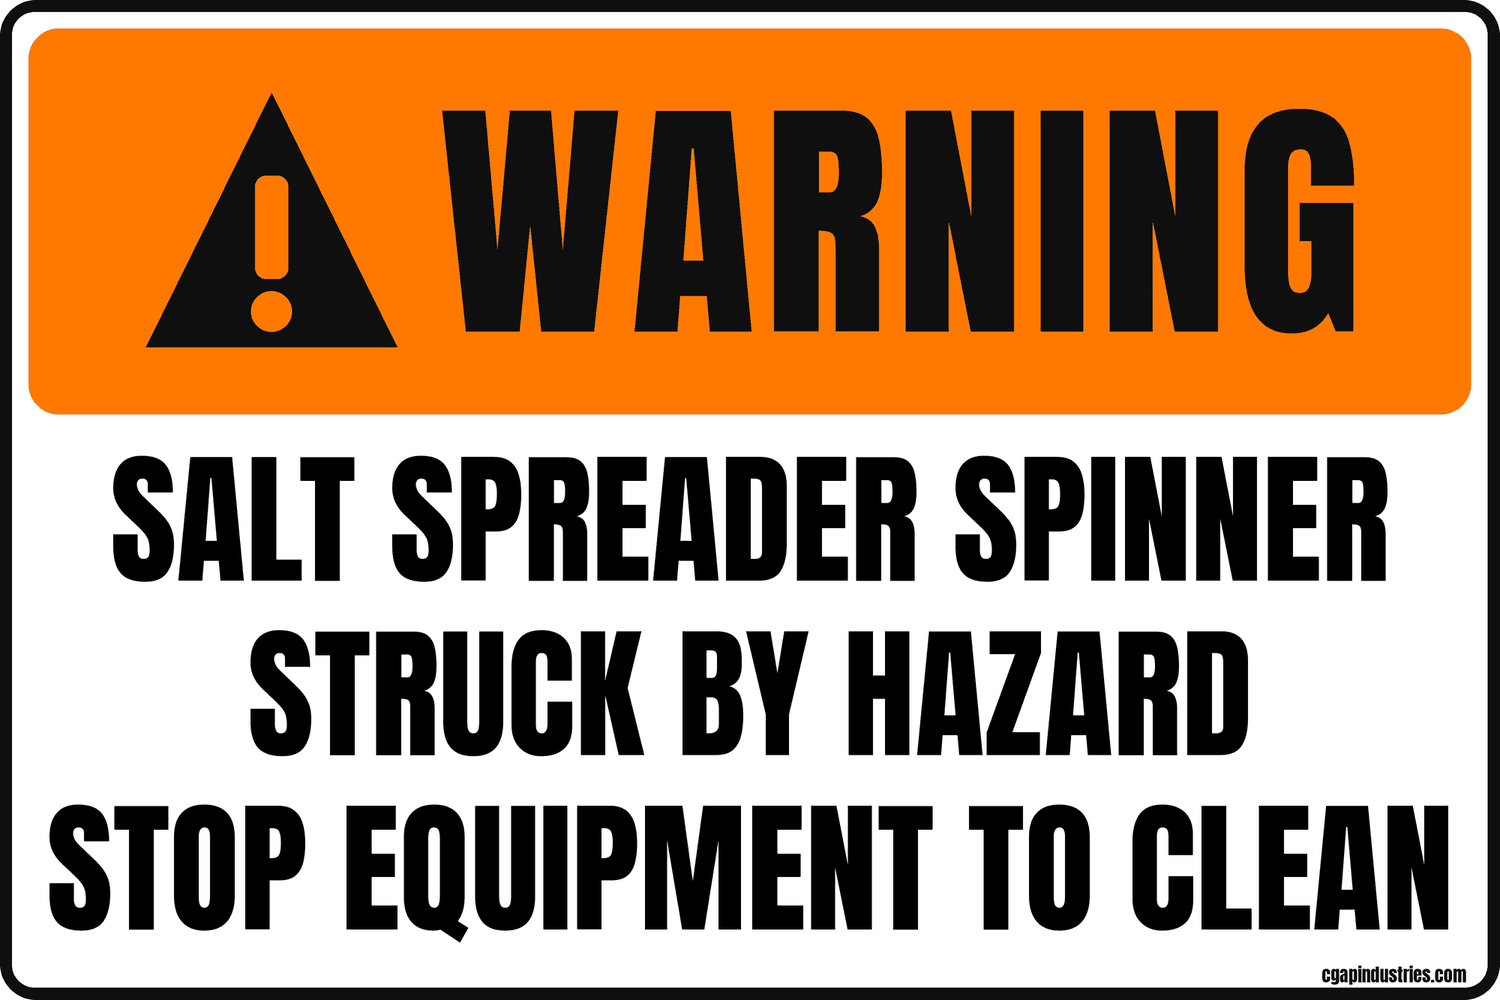 WARNING
SALT SPREADER SPINNER
STRUCK BY HAZARD
STOP EQUIPMENT TO CLEAN
cgapindustries.com